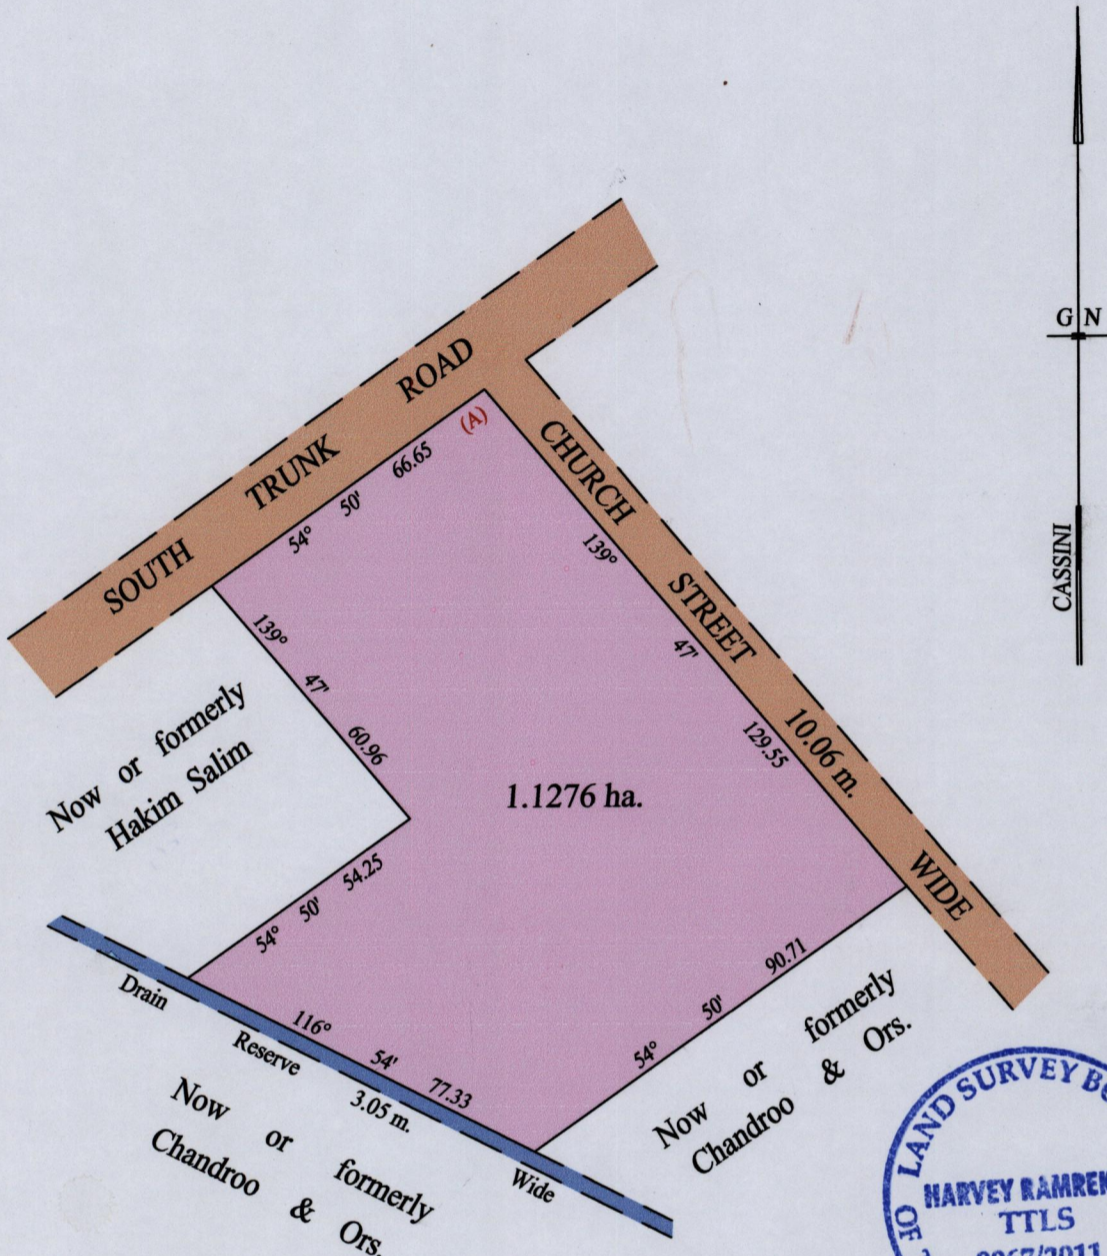 G N
CASSINI
SOUTH TRUNK ROAD
(A)
54° 50' 66.65
CHURCH STREET 10.06 m. WIDE
139° 47' 129.55
139° 47' 60.96
Now or formerly
Hakim Salim
1.1276 ha.
54° 50' 54.25
54° 50' 90.71
116° 54' 77.33
Drain Reserve 3.05 m. Wide
Now or formerly
Chandroo & Ors.
Now or formerly
Chandroo & Ors.
OF LAND SURVEY BO
HARVEY RAMREN
TTLS